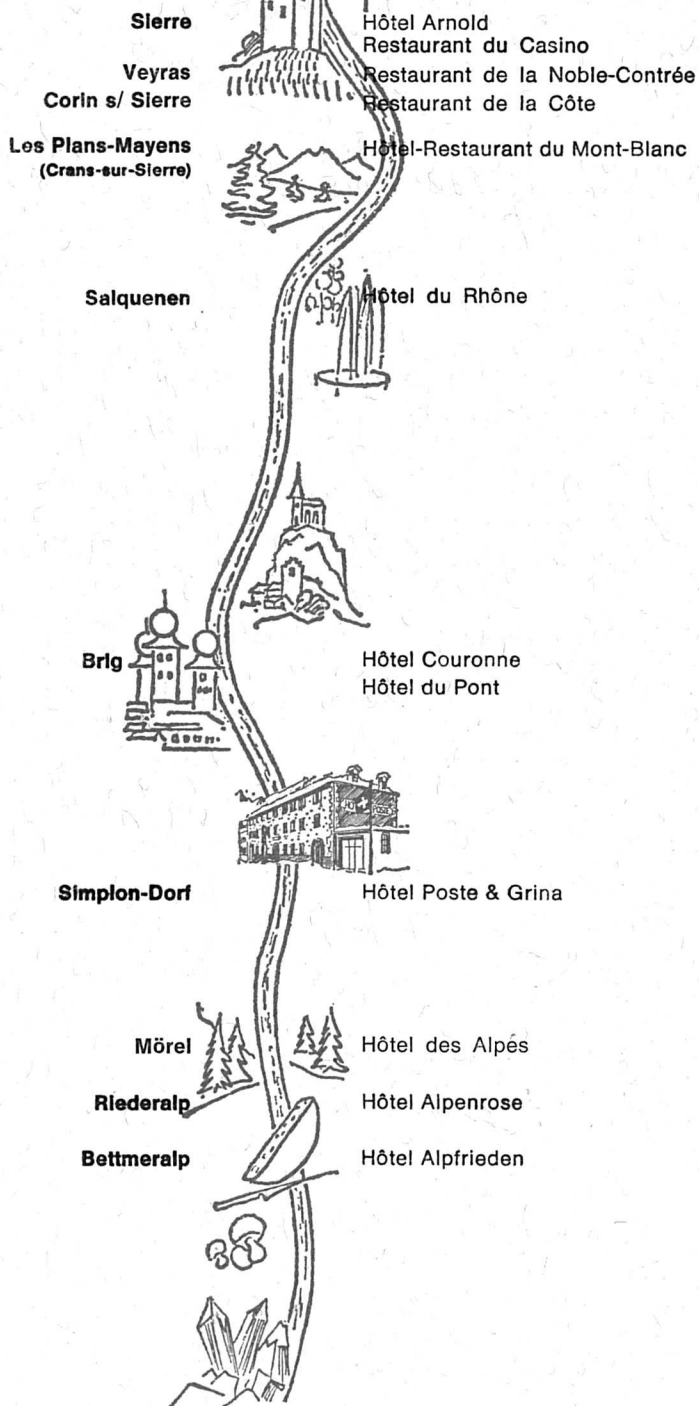 Sierre Hôtel Arnold
Restaurant du Casino
Veyras Restaurant de la Noble-Contrée
Corin s/ Sierre Restaurant de la Côte
Les Plans-Mayens Hôtel-Restaurant du Mont-Blanc
(Crans-sur-Sierre)
Salquenen Hôtel du Rhône
Brig Hôtel Couronne
Hôtel du Pont
Simplon-Dorf Hôtel Poste & Grina
Mörel Hôtel des Alpes
Riederalp Hôtel Alpenrose
Bettmeralp Hôtel Alpfrieden